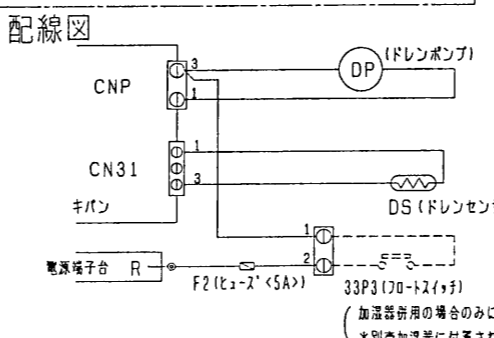 配線図
CNP
3
1
DP
(ドレンポンプ)
CN31
1
3
DS(ドレンセン
キバン
1
2
電源端子台 R
F2(ヒューズ<5A>)
33P3(フロートスイッチ)
加湿器併用の場合のみに